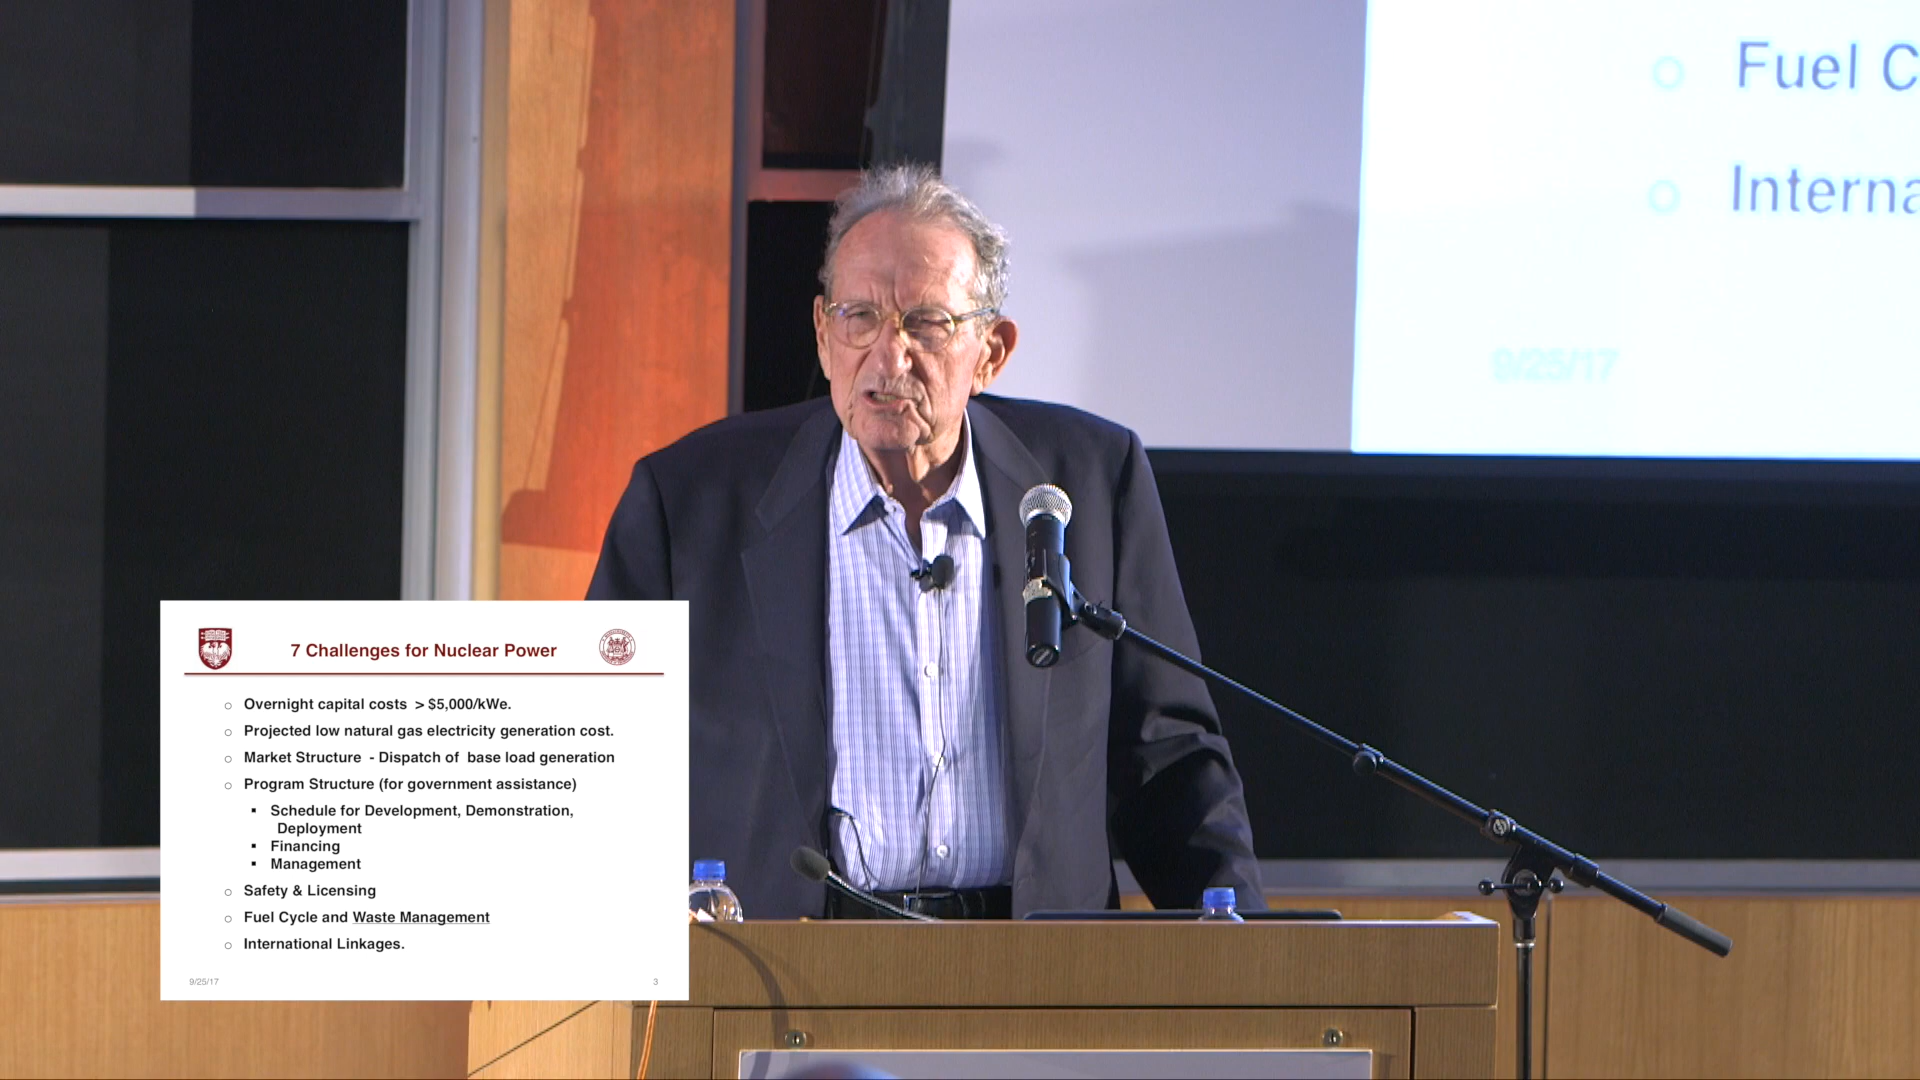 Fuel C
Interna
9/25/17
7 Challenges for Nuclear Power
○ Overnight capital costs > $5,000/kWe.
○ Projected low natural gas electricity generation cost.
○ Market Structure - Dispatch of base load generation
○ Program Structure (for government assistance)
▪ Schedule for Development, Demonstration,
Deployment
▪ Financing
▪ Management
○ Safety & Licensing
○ Fuel Cycle and Waste Management
○ International Linkages.
9/25/17
3